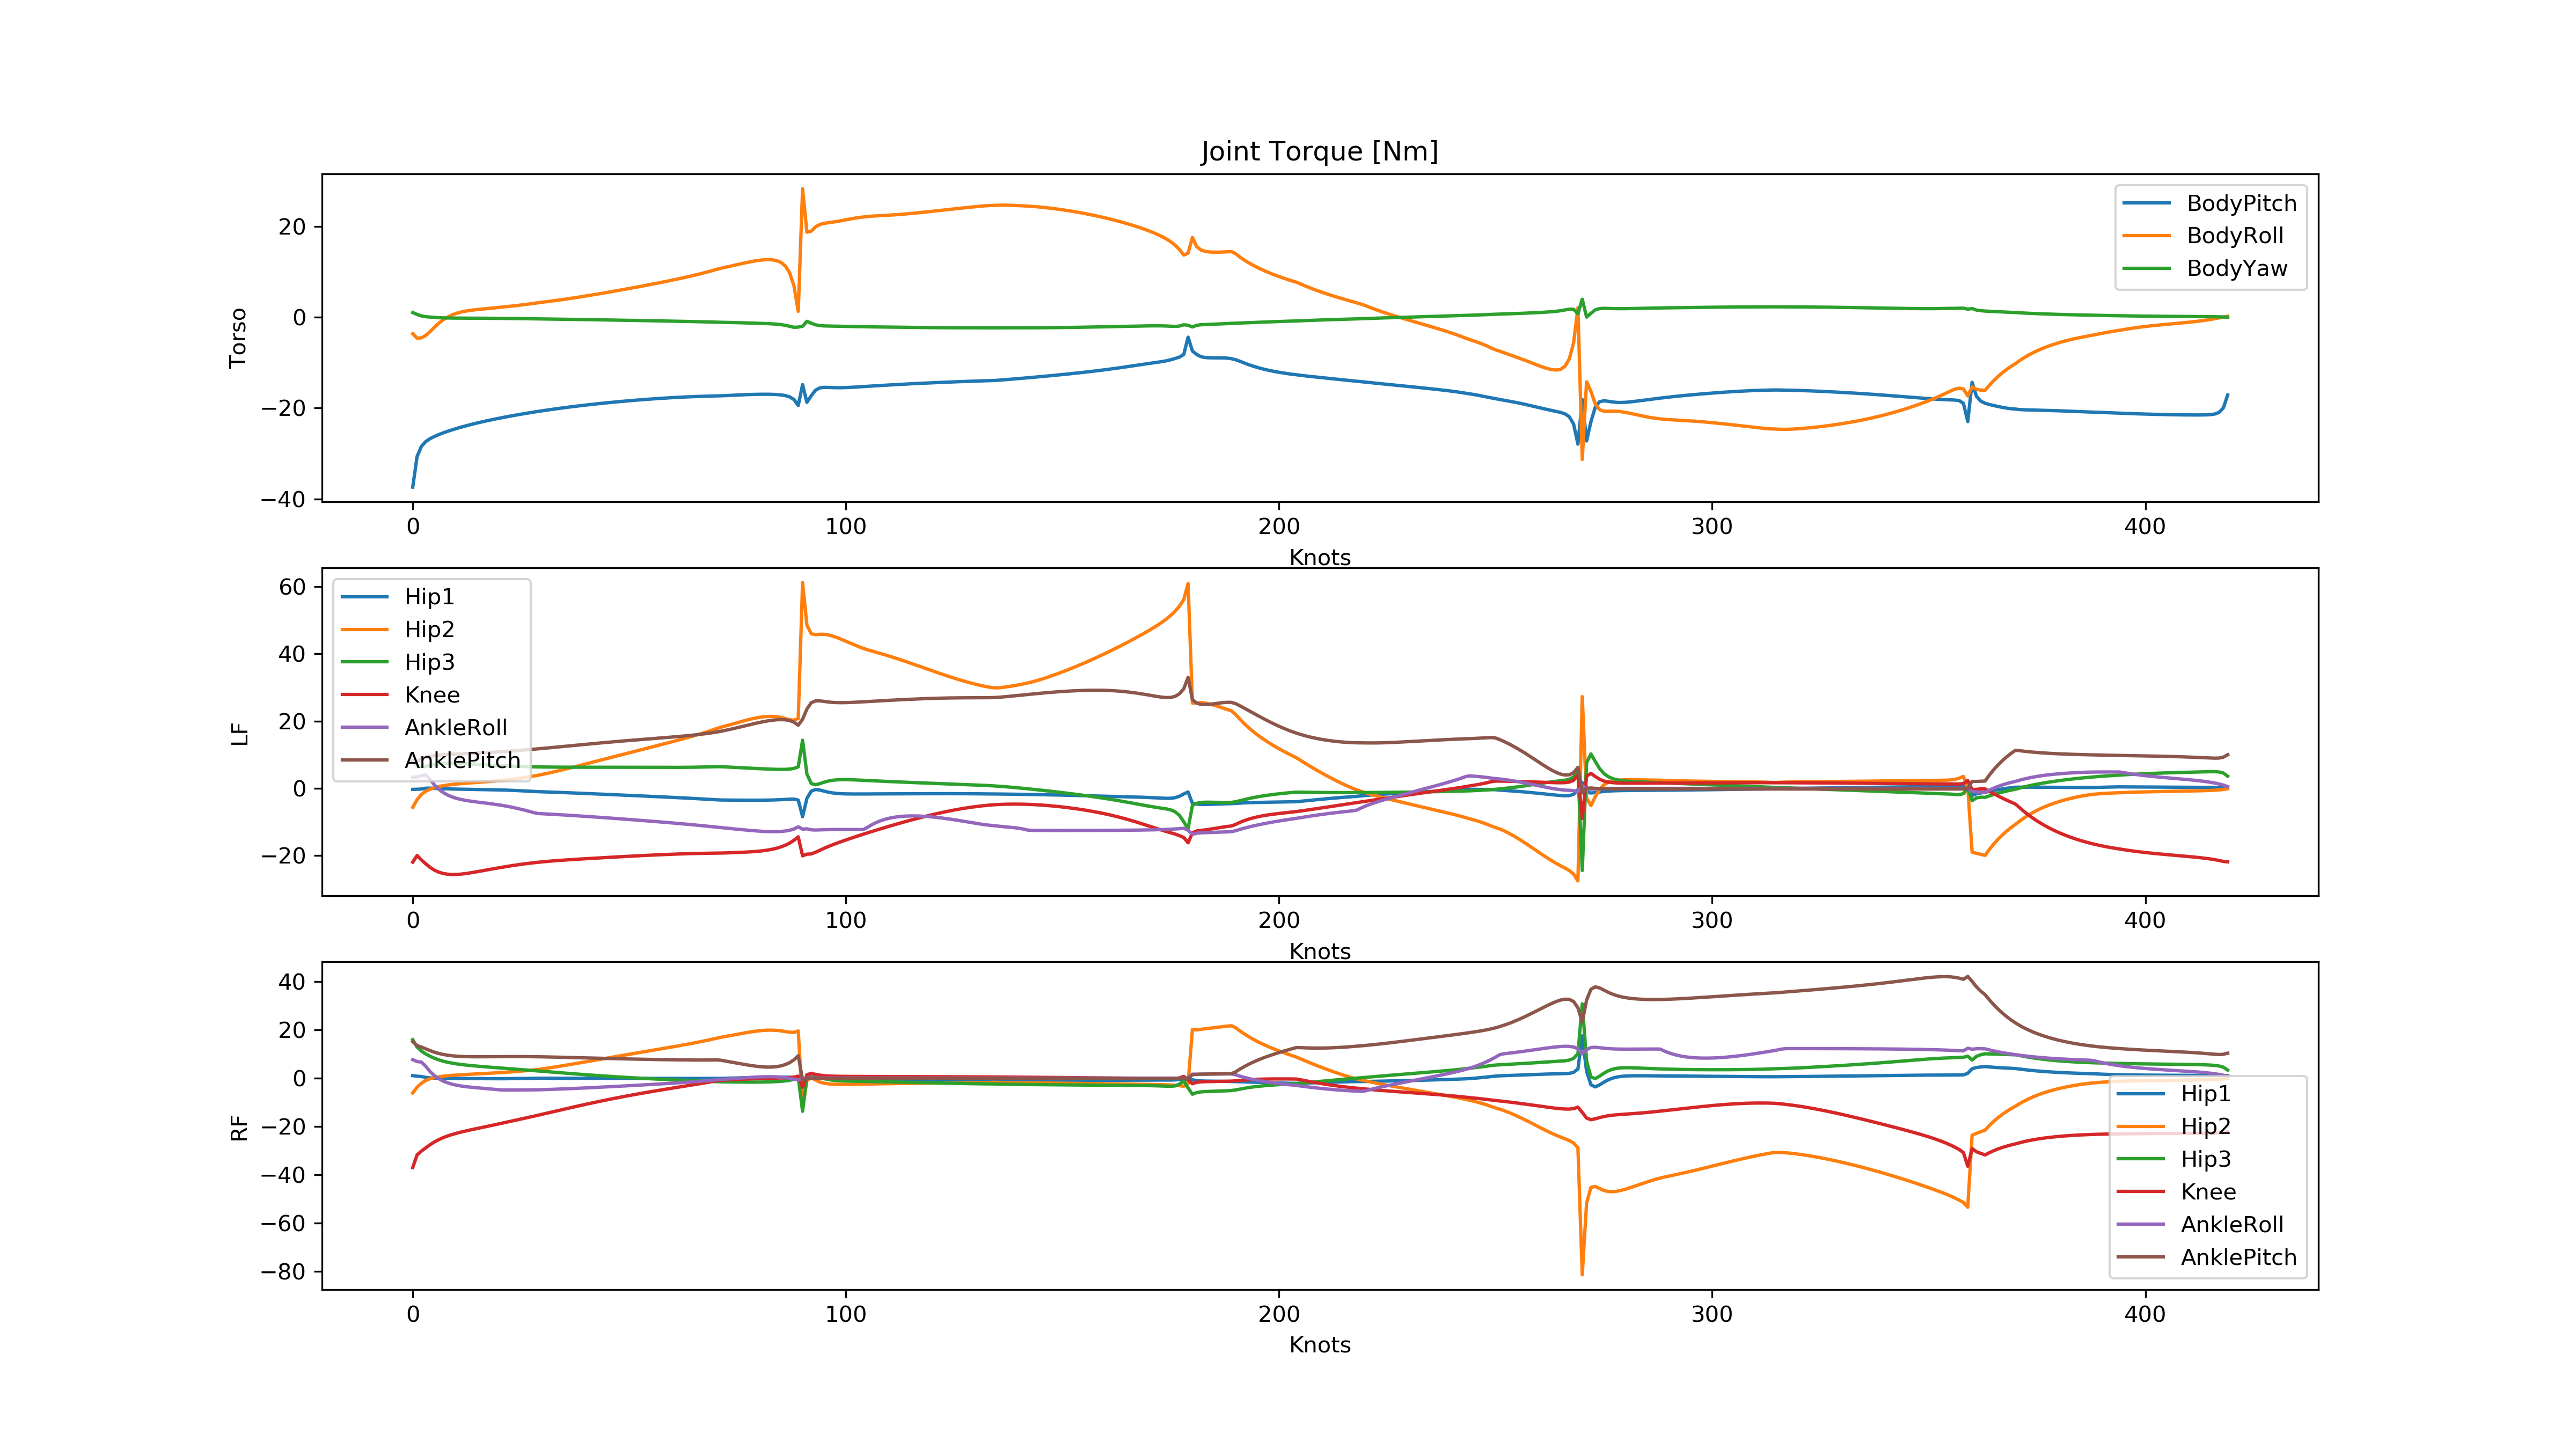 Joint Torque [Nm]
Torso
20
0
−20
−40
BodyPitch
BodyRoll
BodyYaw
0 100 200 300 400
Knots
LF
60
40
20
0
−20
Hip1
Hip2
Hip3
Knee
AnkleRoll
AnklePitch
0 100 200 300 400
Knots
RF
40
20
0
−20
−40
−60
−80
Hip1
Hip2
Hip3
Knee
AnkleRoll
AnklePitch
0 100 200 300 400
Knots